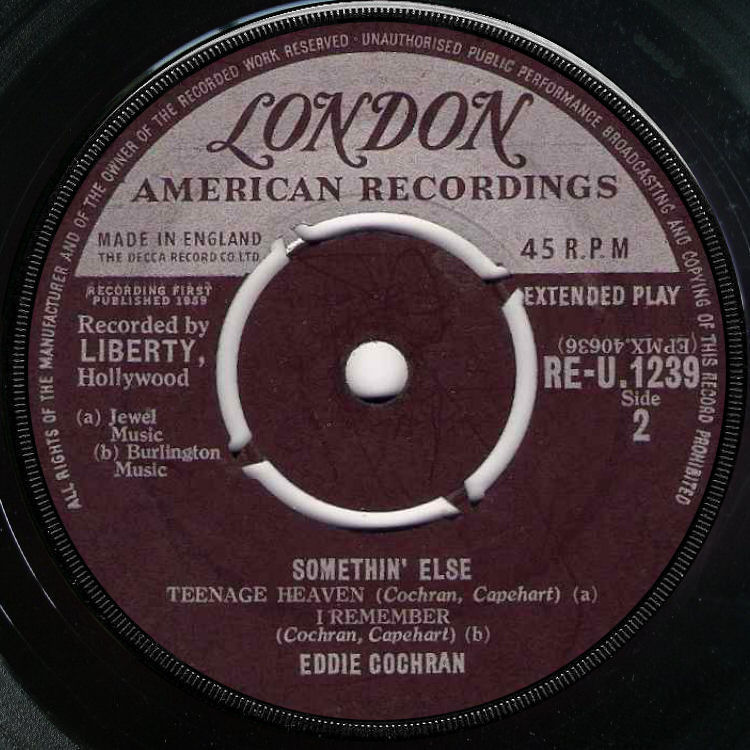 ALL RIGHTS OF THE MANUFACTURER AND OF THE OWNER OF THE RECORDED WORK RESERVED · UNAUTHORISED PUBLIC PERFORMANCE BROADCASTING AND COPYING OF THIS RECORD PROHIBITED
LONDON
AMERICAN RECORDINGS
MADE IN ENGLAND
THE DECCA RECORD CO. LTD.
45 R.P.M
RECORDING FIRST
PUBLISHED 1959
EXTENDED PLAY
Recorded by
LIBERTY,
Hollywood
(EPMX.40636)
RE-U.1239
Side
2
(a) Jewel
Music
(b) Burlington
Music
SOMETHIN' ELSE
TEENAGE HEAVEN (Cochran, Capehart) (a)
I REMEMBER
(Cochran, Capehart) (b)
EDDIE COCHRAN